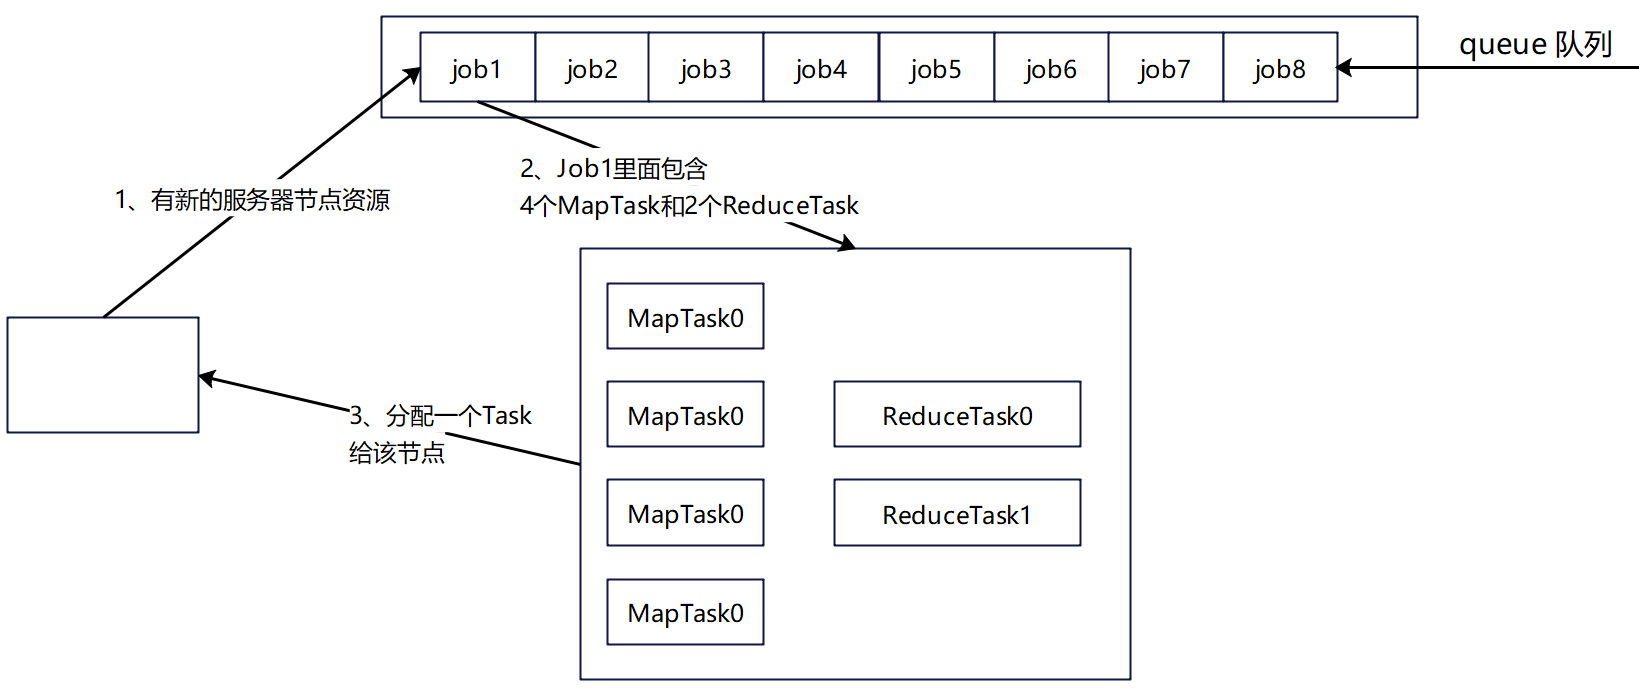 queue 队列
job1 job2 job3 job4 job5 job6 job7 job8
2、Job1里面包含
4个MapTask和2个ReduceTask
1、有新的服务器节点资源
MapTask0
MapTask0 ReduceTask0
3、分配一个Task
给该节点
MapTask0 ReduceTask1
MapTask0